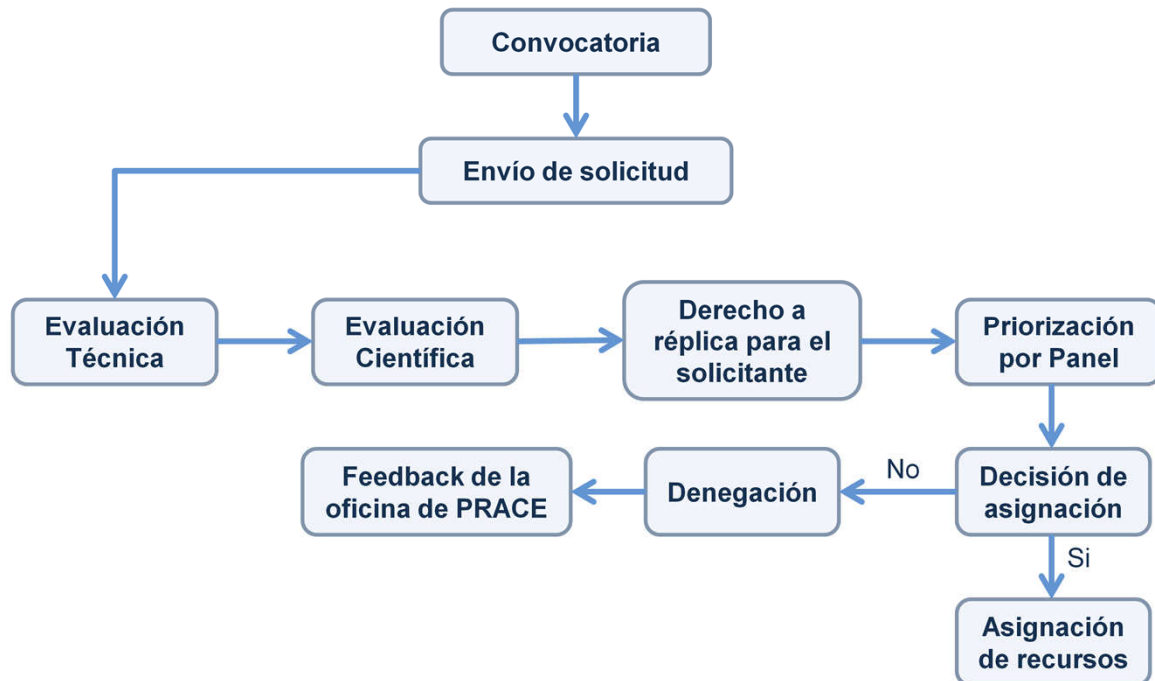 Convocatoria
Envío de solicitud
Evaluación
Técnica
Evaluación
Científica
Derecho a
réplica para el
solicitante
Priorización
por Panel
Feedback de la
oficina de PRACE
Denegación
No
Decisión de
asignación
Si
Asignación
de recursos